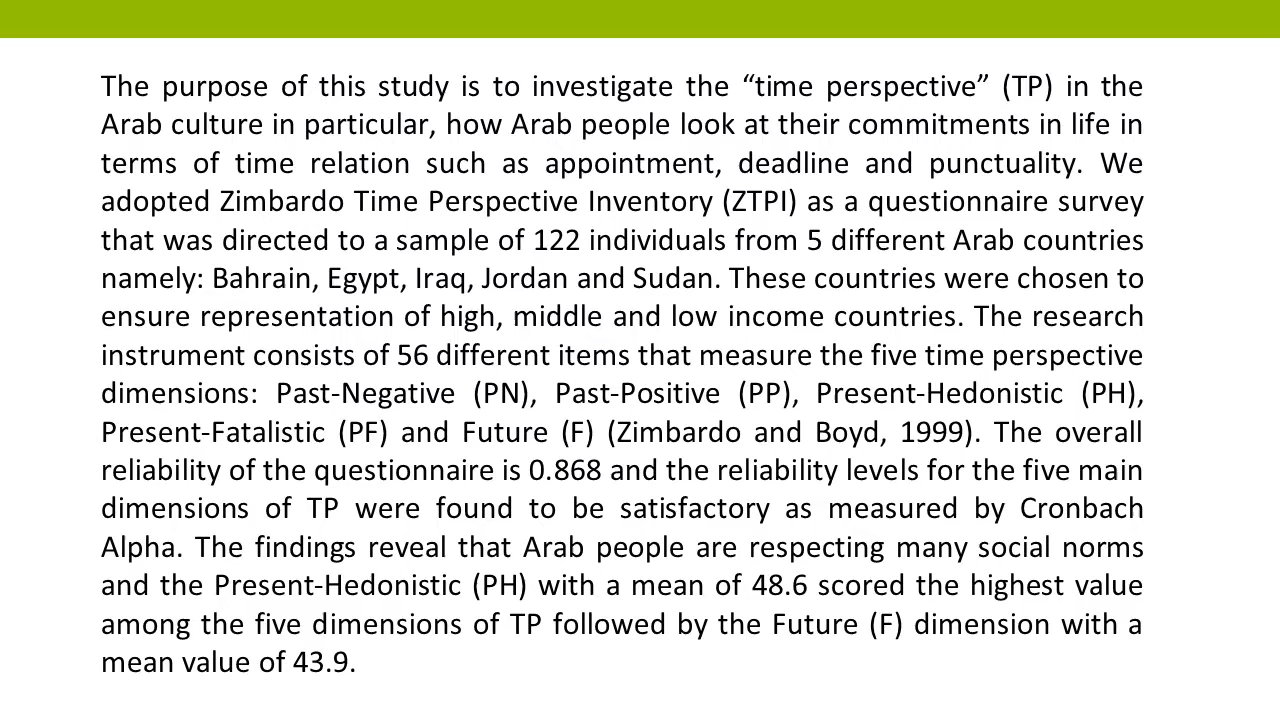 The purpose of this study is to investigate the “time perspective” (TP) in the
Arab culture in particular, how Arab people look at their commitments in life in
terms of time relation such as appointment, deadline and punctuality. We
adopted Zimbardo Time Perspective Inventory (ZTPI) as a questionnaire survey
that was directed to a sample of 122 individuals from 5 different Arab countries
namely: Bahrain, Egypt, Iraq, Jordan and Sudan. These countries were chosen to
ensure representation of high, middle and low income countries. The research
instrument consists of 56 different items that measure the five time perspective
dimensions: Past-Negative (PN), Past-Positive (PP), Present-Hedonistic (PH),
Present-Fatalistic (PF) and Future (F) (Zimbardo and Boyd, 1999). The overall
reliability of the questionnaire is 0.868 and the reliability levels for the five main
dimensions of TP were found to be satisfactory as measured by Cronbach
Alpha. The findings reveal that Arab people are respecting many social norms
and the Present-Hedonistic (PH) with a mean of 48.6 scored the highest value
among the five dimensions of TP followed by the Future (F) dimension with a
mean value of 43.9.